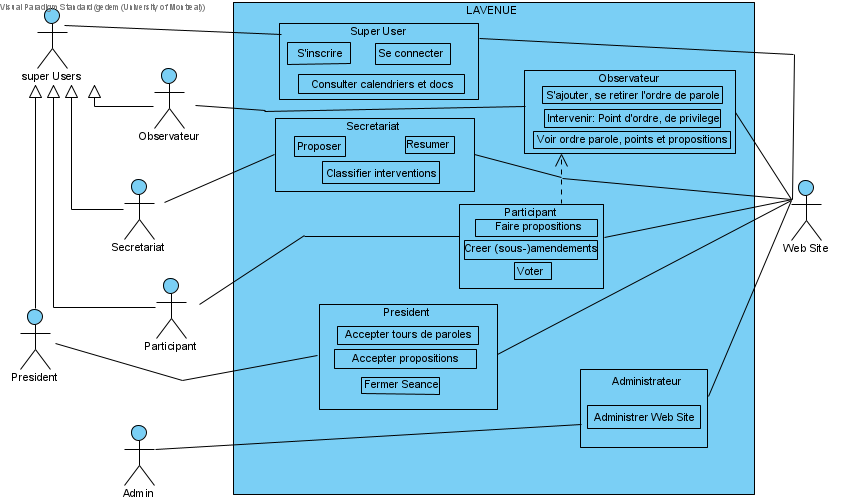 Visual Paradigm Standard(gedem (University of Montreal))
LAVENUE
super Users
Super User
S'inscrire
Se connecter
Consulter calendriers et docs
Observateur
Observateur
S'ajouter, se retirer l'ordre de parole
Intervenir: Point d'ordre, de privilege
Voir ordre parole, points et propositions
Secretariat
Secretariat
Proposer
Resumer
Classifier interventions
Participant
Participant
Faire propositions
Creer (sous-)amendements
Voter
Web Site
President
President
Accepter tours de paroles
Accepter propositions
Fermer Seance
Administrateur
Administrer Web Site
Admin